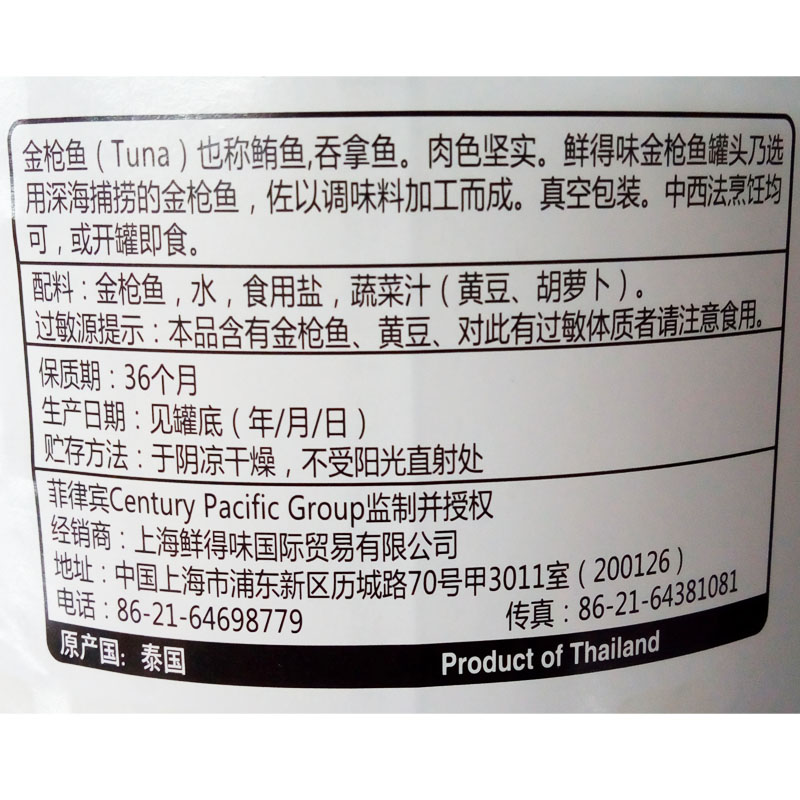 金枪鱼（Tuna）也称鲔鱼,吞拿鱼。肉色坚实。鲜得味金枪鱼罐头乃选
用深海捕捞的金枪鱼，佐以调味料加工而成。真空包装。中西法烹饪均
可，或开罐即食。
配料：金枪鱼，水，食用盐，蔬菜汁（黄豆、胡萝卜）。
过敏源提示：本品含有金枪鱼、黄豆、对此有过敏体质者请注意食用。
保质期：36个月
生产日期：见罐底（年/月/日）
贮存方法：于阴凉干燥，不受阳光直射处
菲律宾Century Pacific Group监制并授权
经销商：上海鲜得味国际贸易有限公司
地址：中国上海市浦东新区历城路70号甲3011室（200126）
电话：86-21-64698779 传真：86-21-64381081
原产国：泰国 Product of Thailand